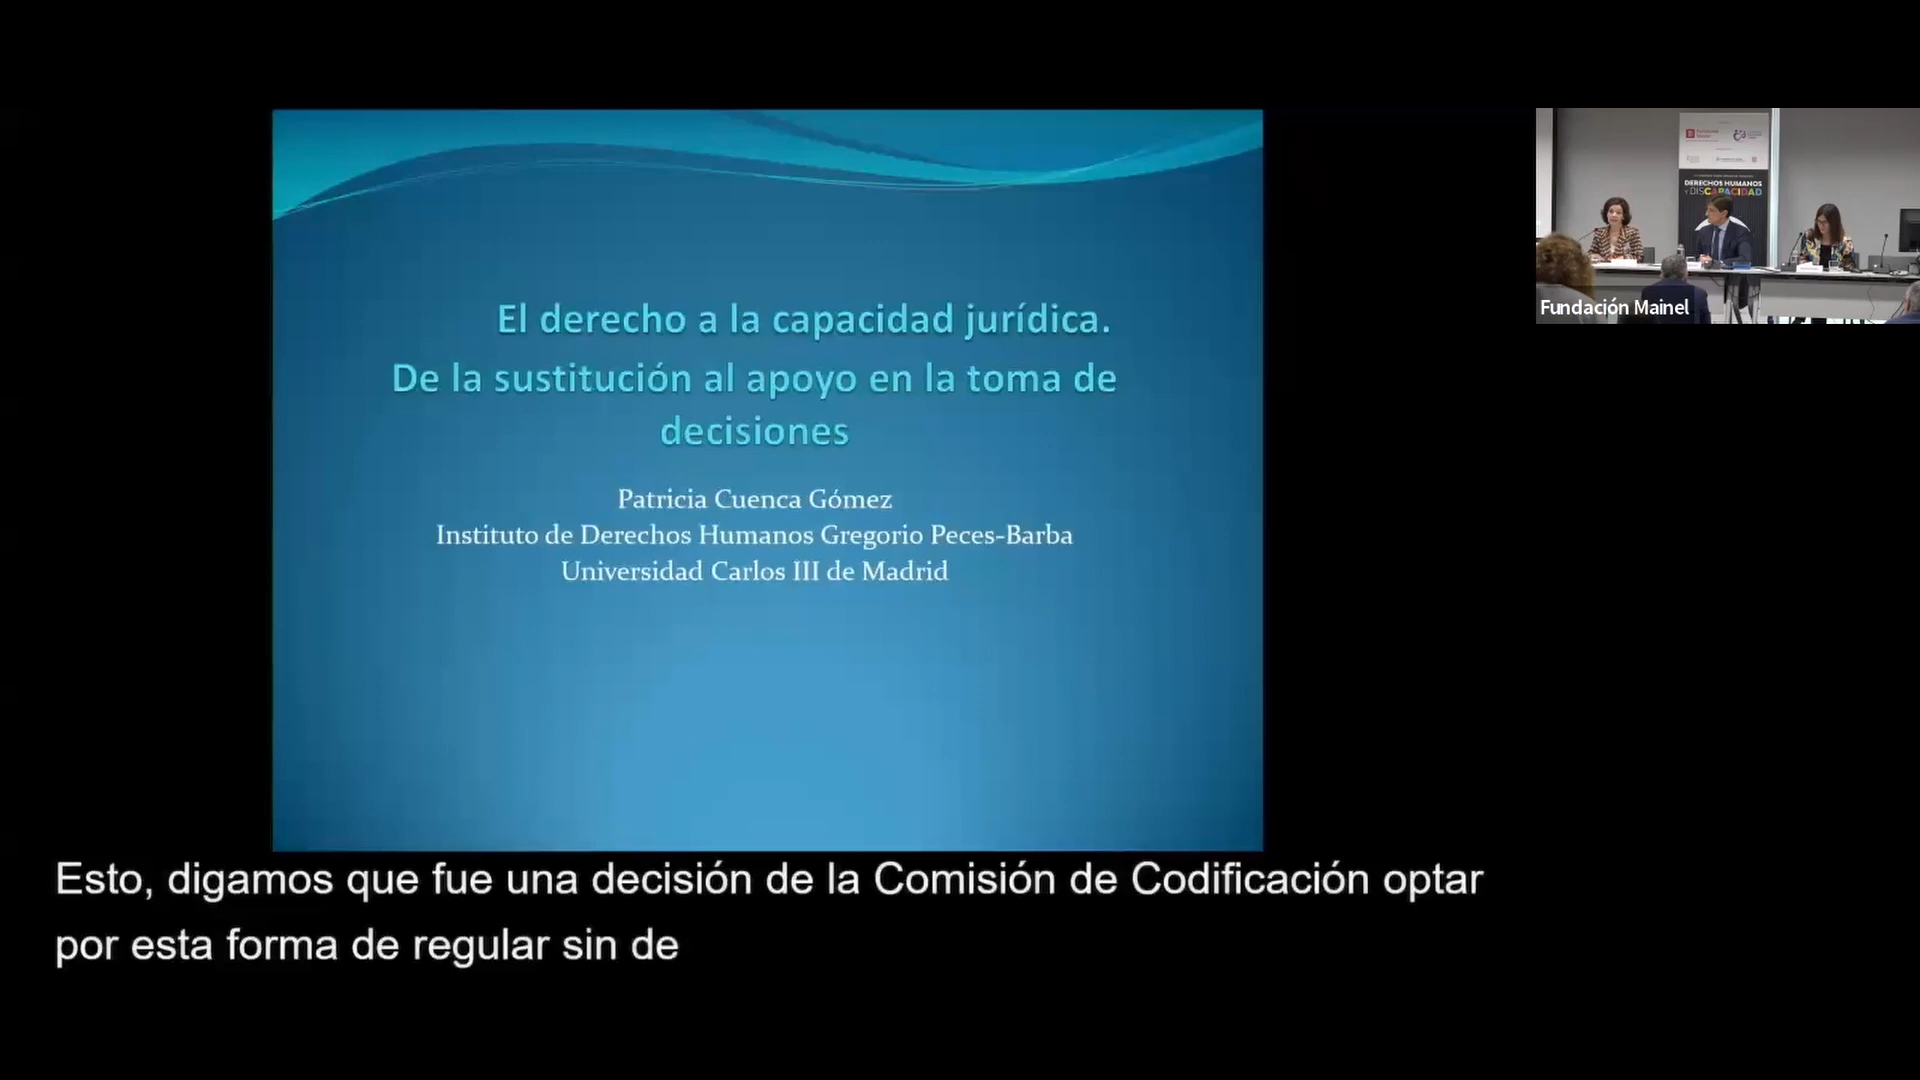 El derecho a la capacidad jurídica.
De la sustitución al apoyo en la toma de
decisiones
Patricia Cuenca Gómez
Instituto de Derechos Humanos Gregorio Peces-Barba
Universidad Carlos III de Madrid
DERECHOS HUMANOS
Y DISCAPACIDAD
Fundación Mainel
Esto, digamos que fue una decisión de la Comisión de Codificación optar
por esta forma de regular sin de